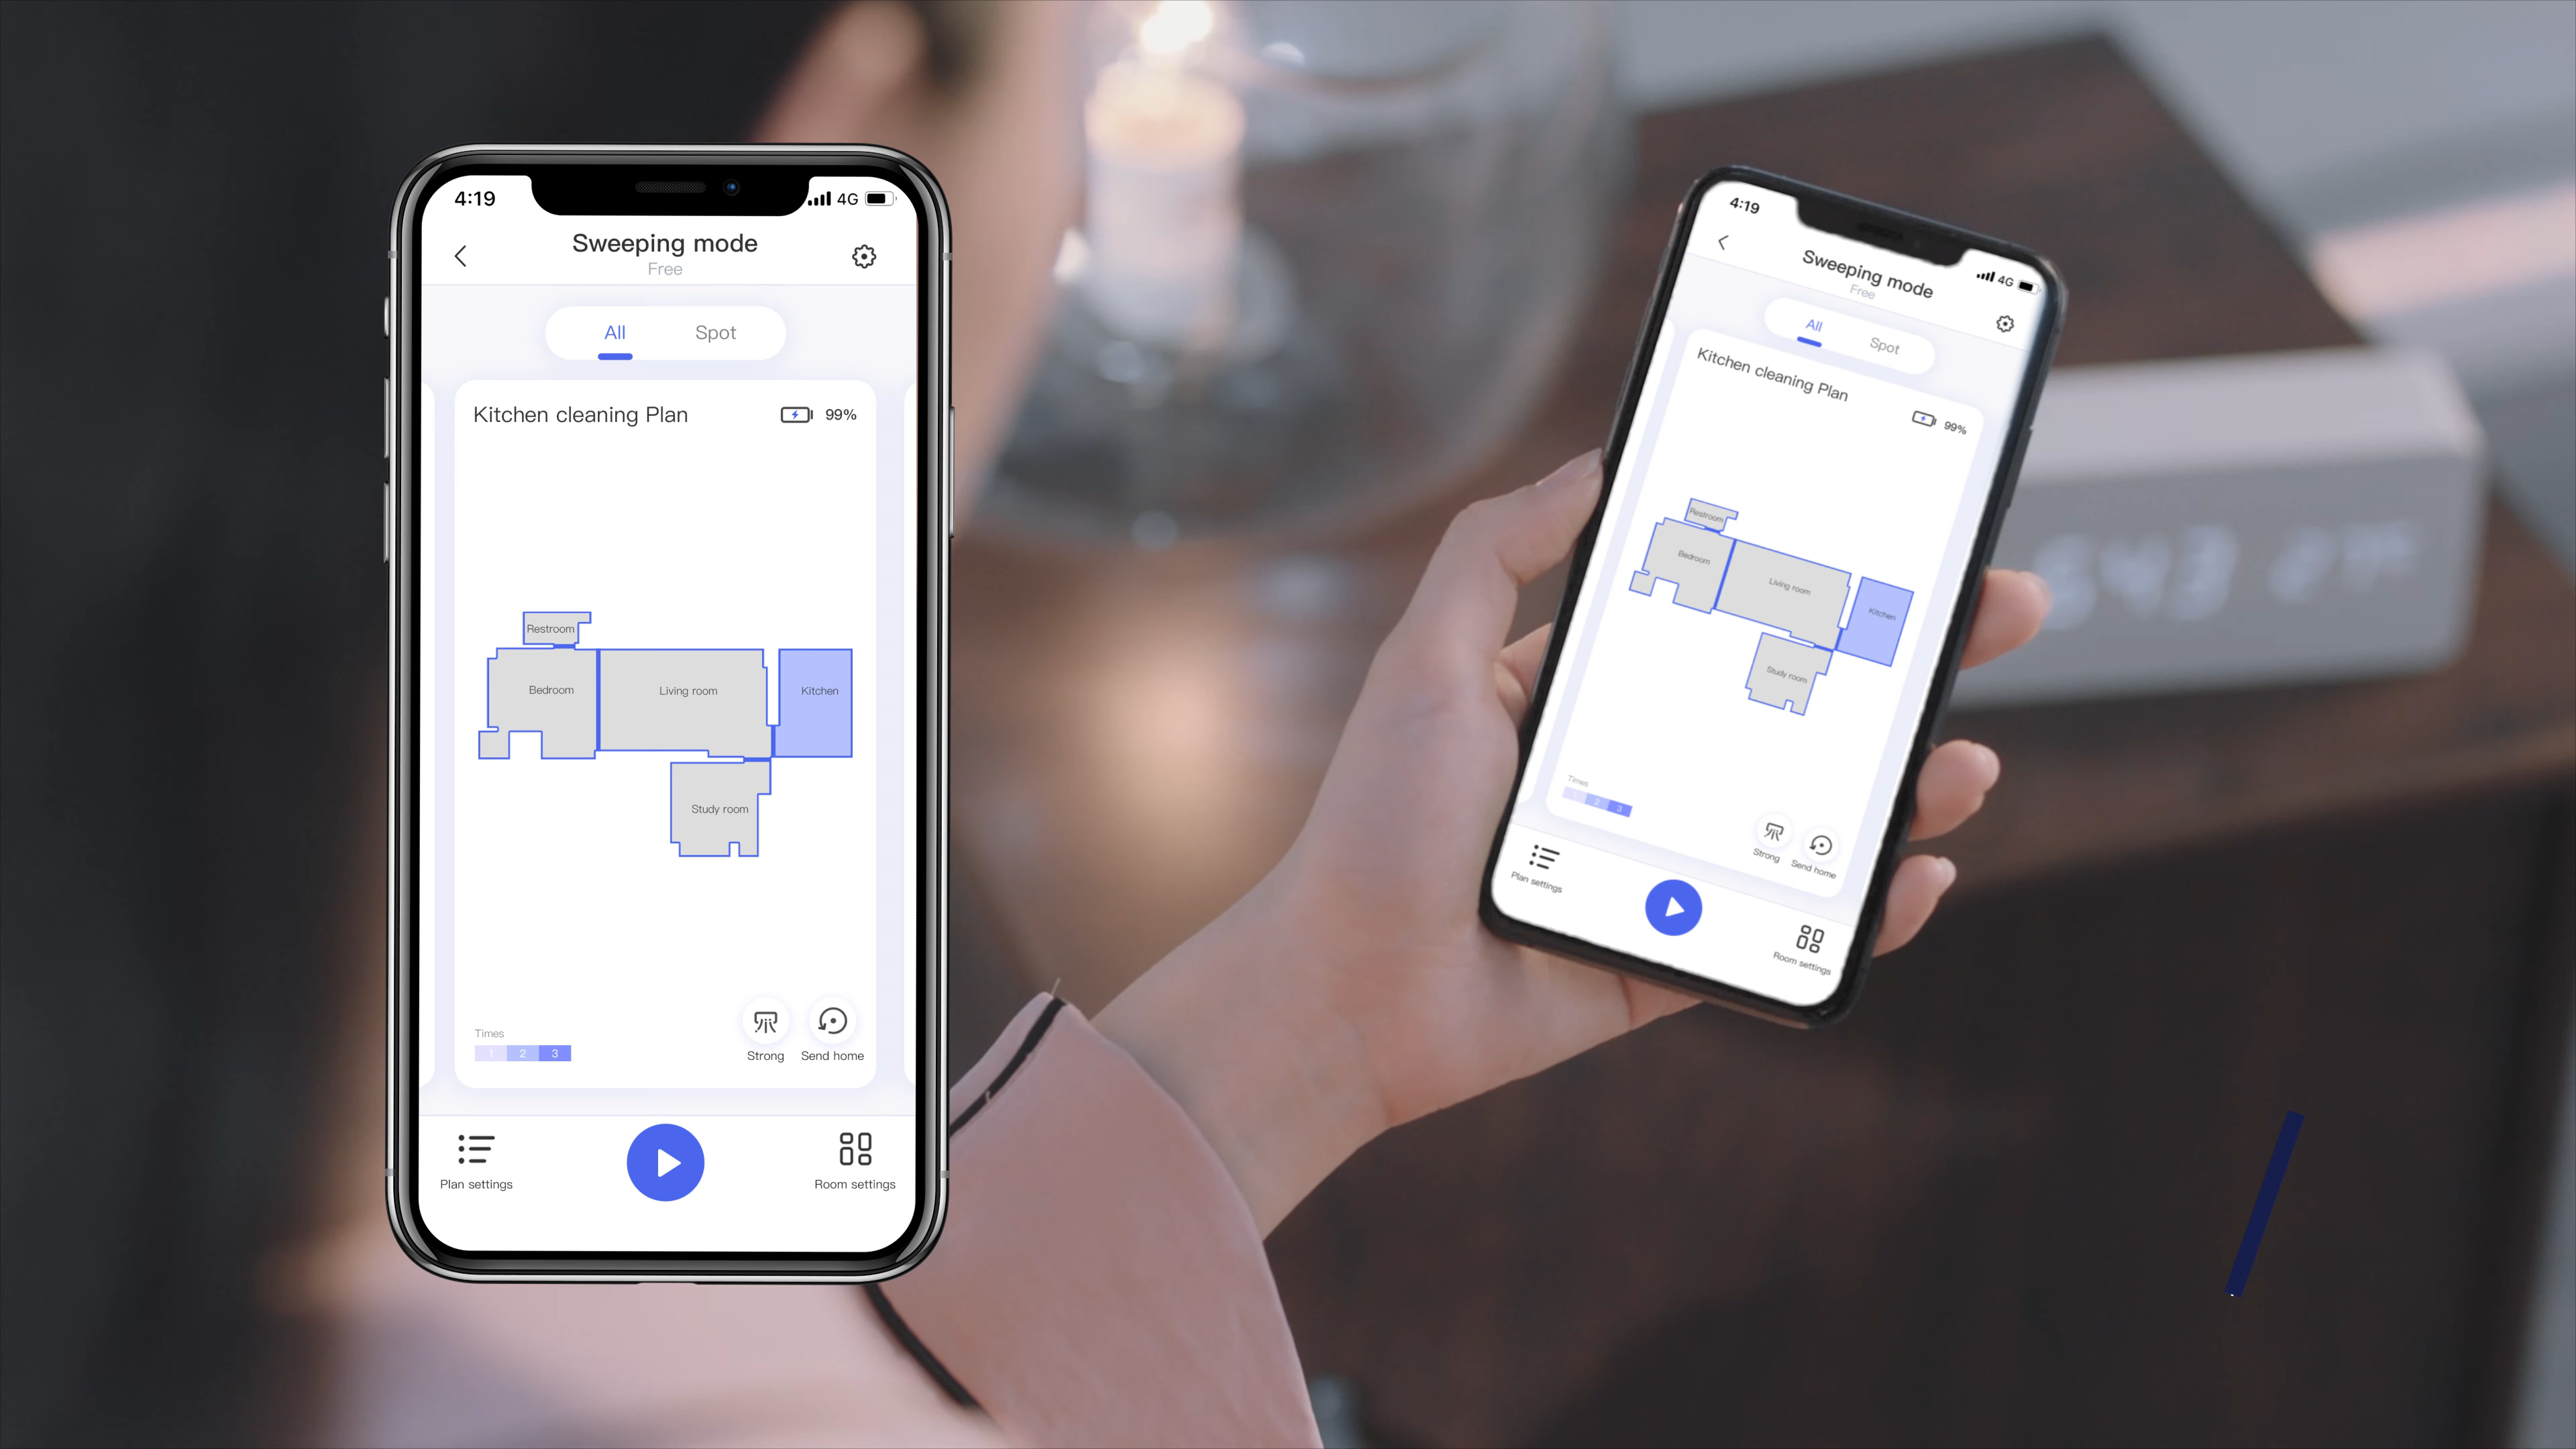 4:19
4G
Sweeping mode
Free
All
Spot
Kitchen cleaning Plan
99%
Restroom
Bedroom
Living room
Kitchen
Study room
Times
1 2 3
Strong
Send home
Plan settings
Room settings
4:19
4G
Sweeping mode
Free
All
Spot
Kitchen cleaning Plan
99%
Restroom
Bedroom
Living room
Kitchen
Study room
Times
1 2 3
Strong
Send home
Plan settings
Room settings